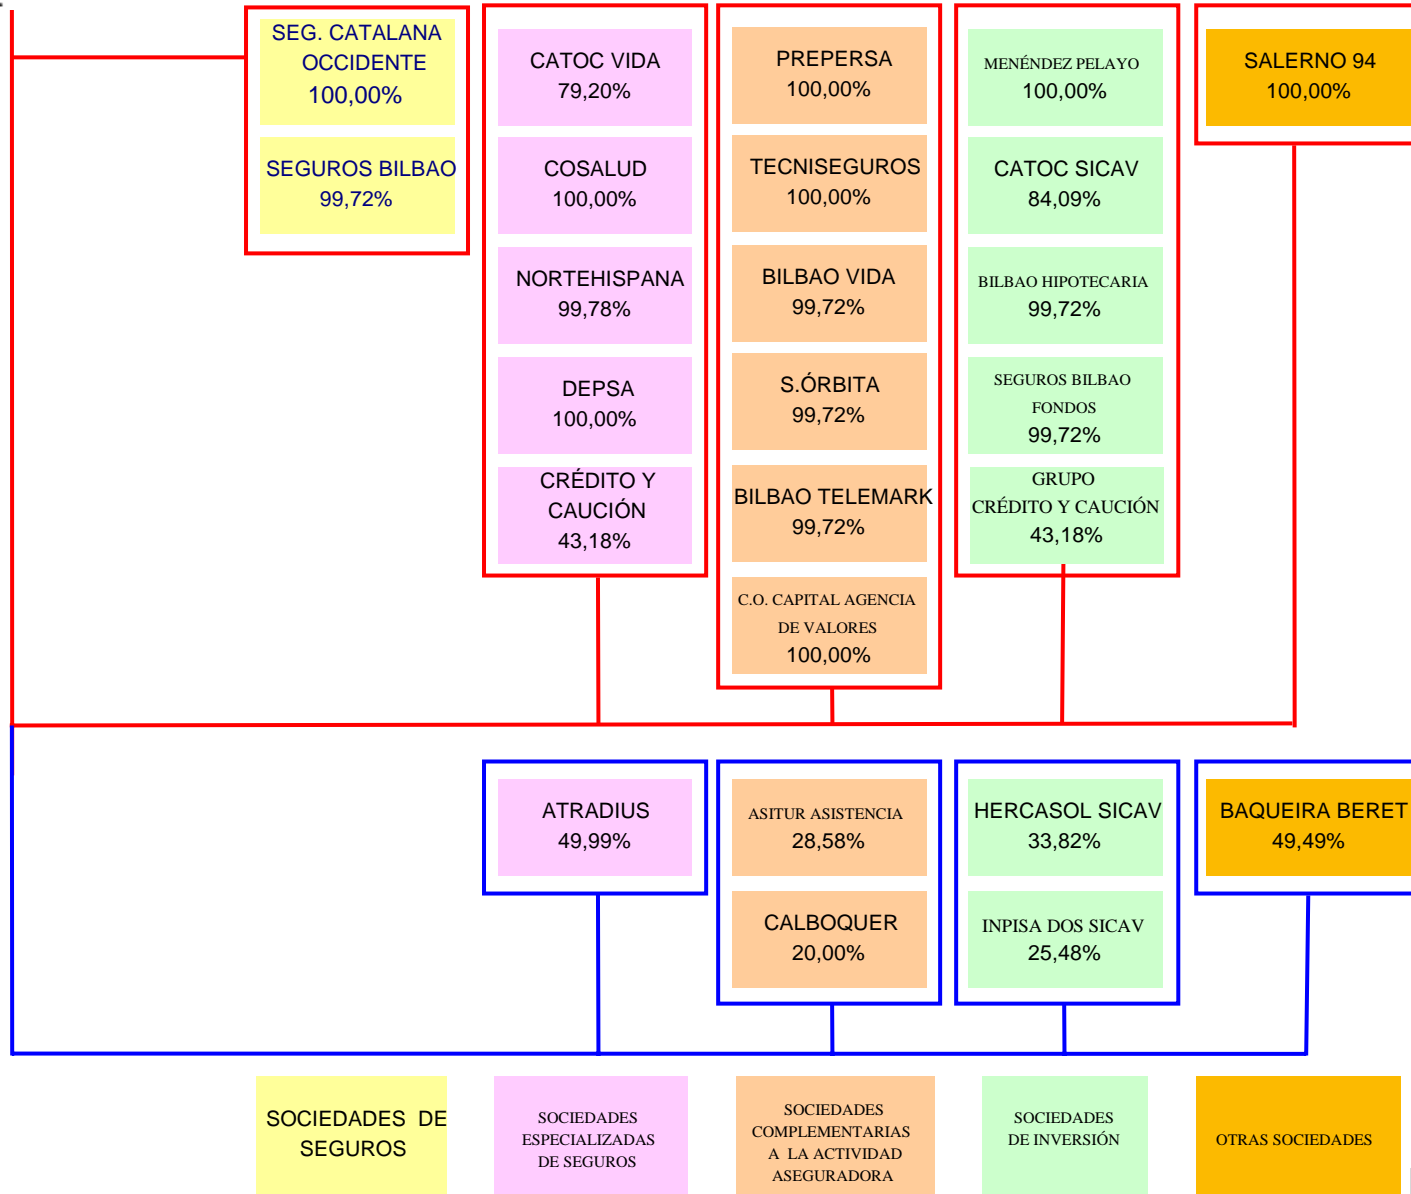 SEG. CATALANA
OCCIDENTE
100,00%
SEGUROS BILBAO
99,72%
CATOC VIDA
79,20%
COSALUD
100,00%
NORTEHISPANA
99,78%
DEPSA
100,00%
CRÉDITO Y
CAUCIÓN
43,18%
PREPERSA
100,00%
TECNISEGUROS
100,00%
BILBAO VIDA
99,72%
S.ÓRBITA
99,72%
BILBAO TELEMARK
99,72%
C.O. CAPITAL AGENCIA
DE VALORES
100,00%
MENÉNDEZ PELAYO
100,00%
CATOC SICAV
84,09%
BILBAO HIPOTECARIA
99,72%
SEGUROS BILBAO
FONDOS
99,72%
GRUPO
CRÉDITO Y CAUCIÓN
43,18%
SALERNO 94
100,00%
ATRADIUS
49,99%
ASITUR ASISTENCIA
28,58%
CALBOQUER
20,00%
HERCASOL SICAV
33,82%
INPISA DOS SICAV
25,48%
BAQUEIRA BERET
49,49%
SOCIEDADES DE
SEGUROS
SOCIEDADES
ESPECIALIZADAS
DE SEGUROS
SOCIEDADES
COMPLEMENTARIAS
A LA ACTIVIDAD
ASEGURADORA
SOCIEDADES
DE INVERSIÓN
OTRAS SOCIEDADES